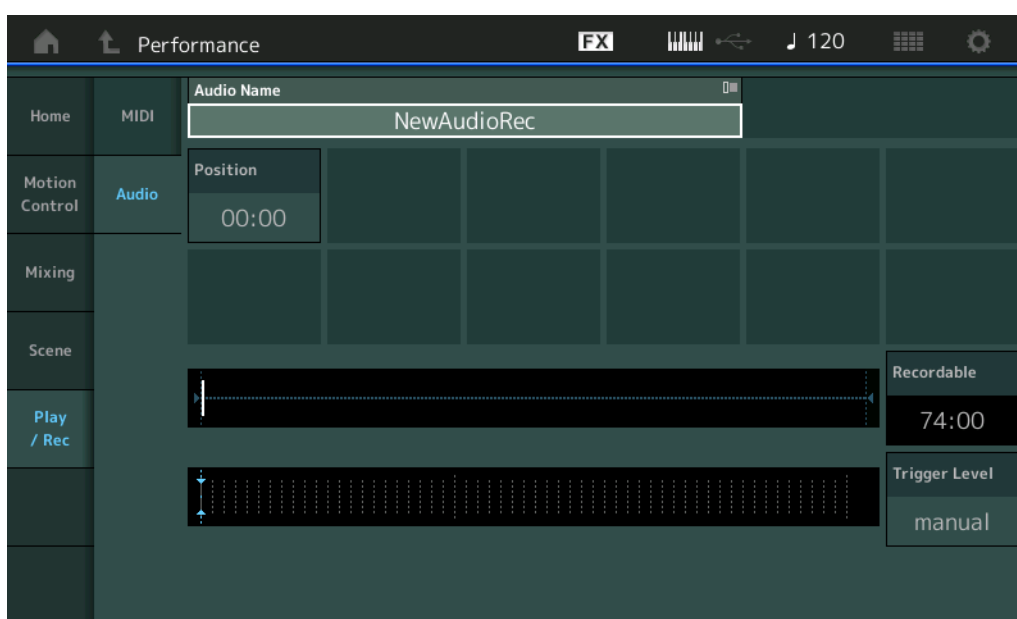 Performance
FX
120
Home
Motion
Control
Mixing
Scene
Play
/ Rec
MIDI
Audio
Audio Name
NewAudioRec
Position
00:00
Recordable
74:00
Trigger Level
manual